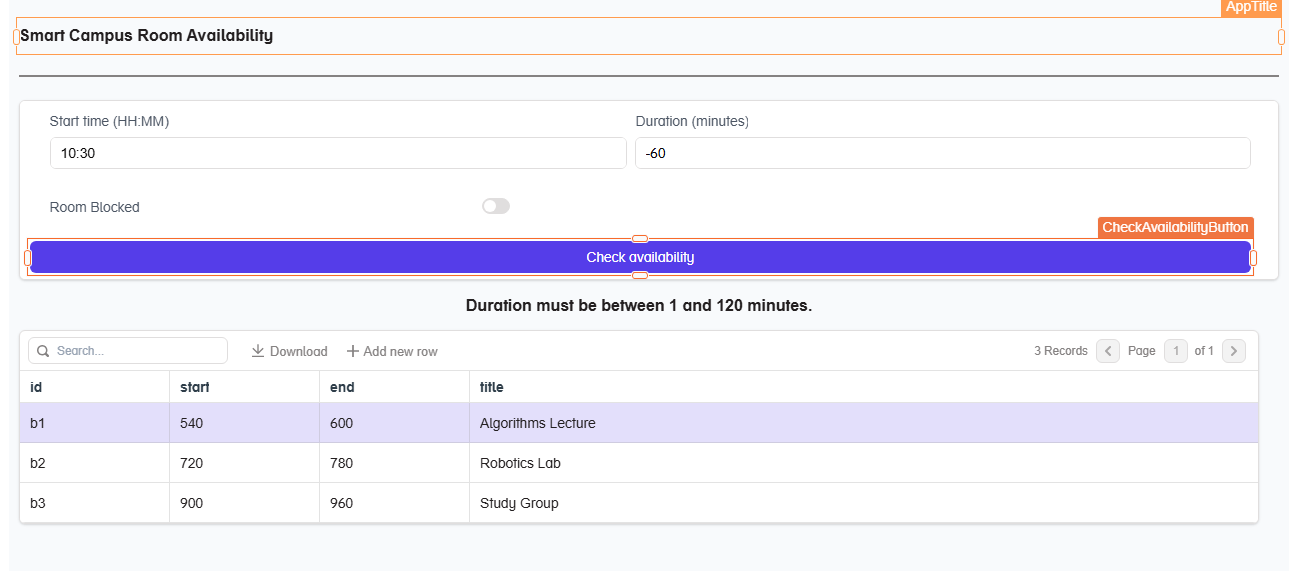 AppTitle
Smart Campus Room Availability
Start time (HH:MM) Duration (minutes)
10:30 -60
Room Blocked
CheckAvailabilityButton
Check availability
Duration must be between 1 and 120 minutes.
Search... Download Add new row 3 Records Page 1 of 1
id start end title
b1 540 600 Algorithms Lecture
b2 720 780 Robotics Lab
b3 900 960 Study Group